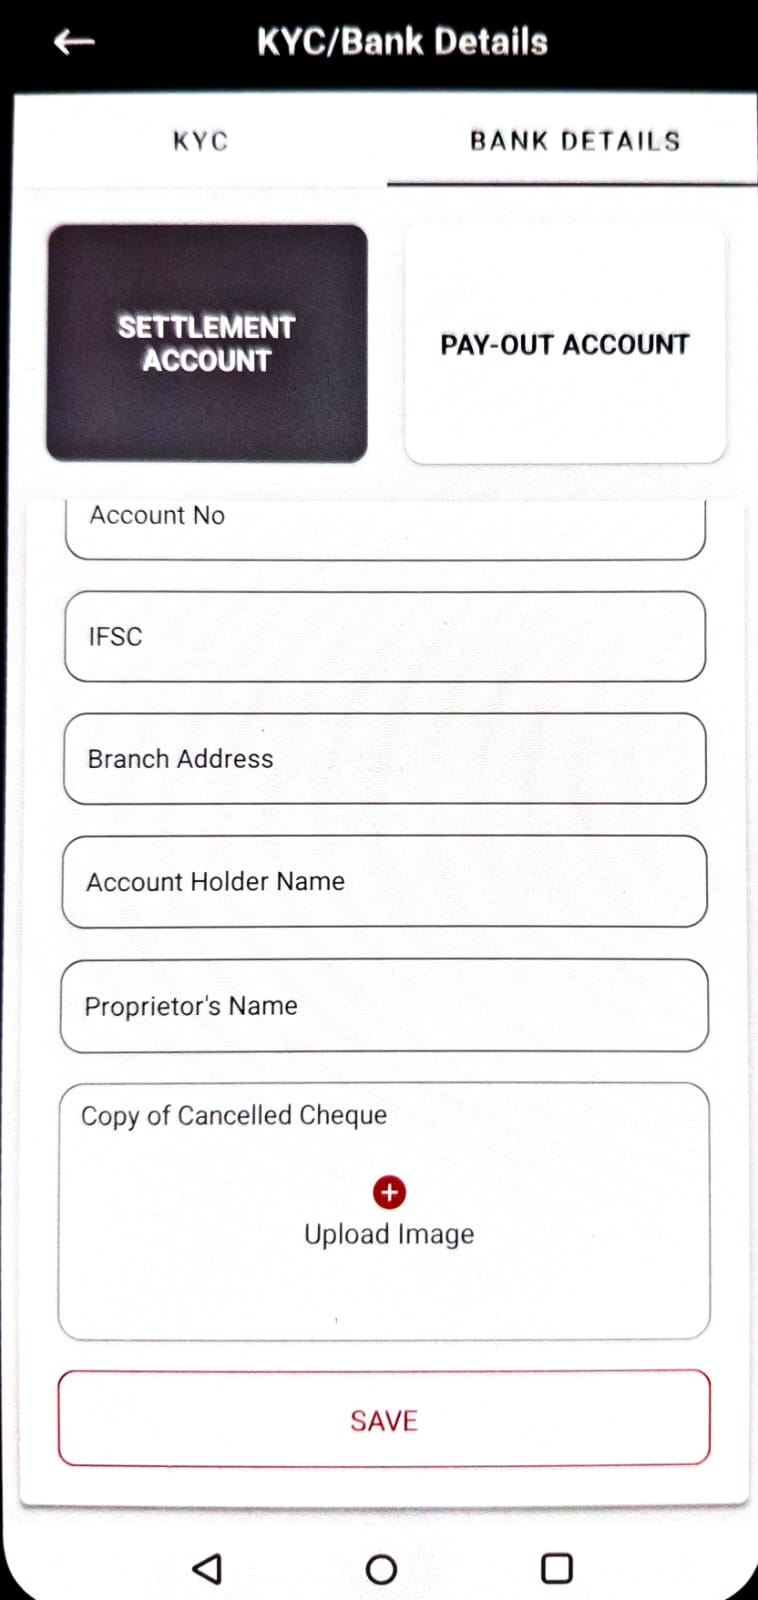 KYC/Bank Details
KYC
BANK DETAILS
SETTLEMENT
ACCOUNT
PAY-OUT ACCOUNT
Account No
IFSC
Branch Address
Account Holder Name
Proprietor's Name
Copy of Cancelled Cheque
Upload Image
SAVE